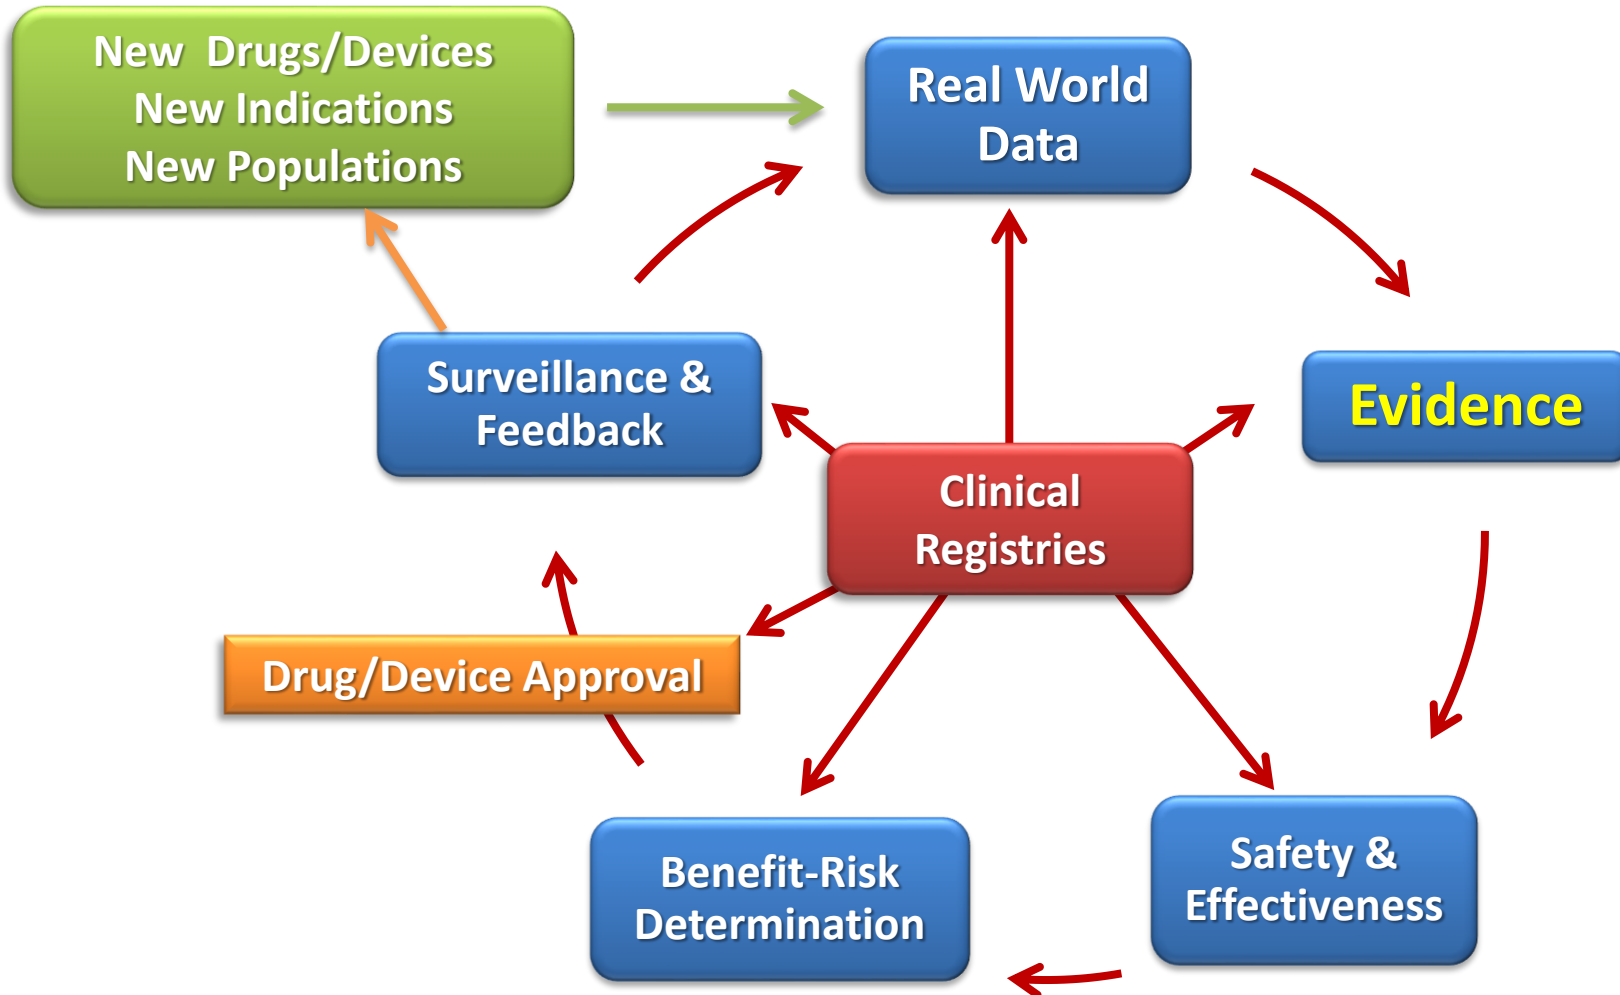 New  Drugs/Devices
New Indications
New Populations
Real World
Data
Surveillance &
Feedback
Evidence
Clinical
Registries
Drug/Device Approval
Benefit-Risk
Determination
Safety &
Effectiveness